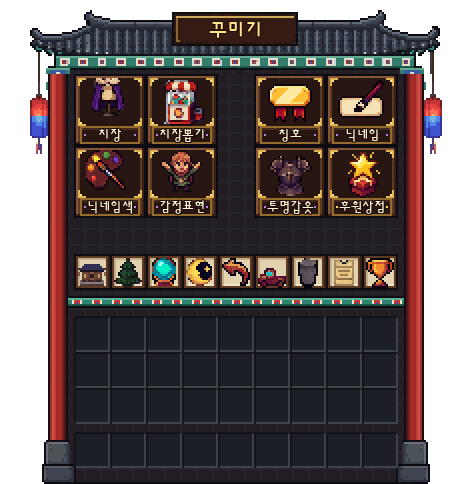 꾸미기
치장
치장뽑기
칭호
닉네임
닉네임색
감정표현
투명갑옷
후원상점